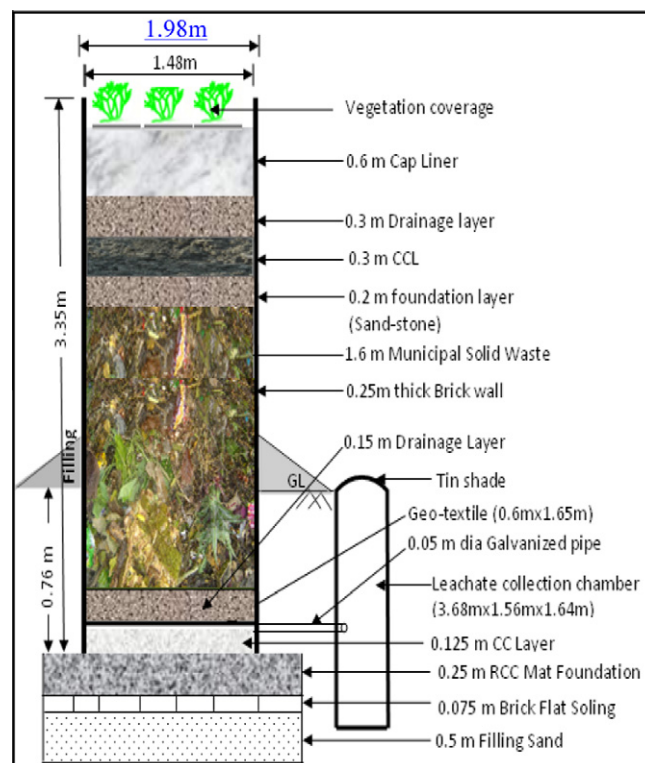 1.98m
1.48m
Vegetation coverage
0.6 m Cap Liner
0.3 m Drainage layer
0.3 m CCL
0.2 m foundation layer
(Sand-stone)
3.35m
1.6 m Municipal Solid Waste
0.25m thick Brick wall
0.15 m Drainage Layer
Filling
GL
Tin shade
Geo-textile (0.6mx1.65m)
0.05 m dia Galvanized pipe
0.76 m
Leachate collection chamber
(3.68mx1.56mx1.64m)
0.125 m CC Layer
0.25 m RCC Mat Foundation
0.075 m Brick Flat Soling
0.5 m Filling Sand